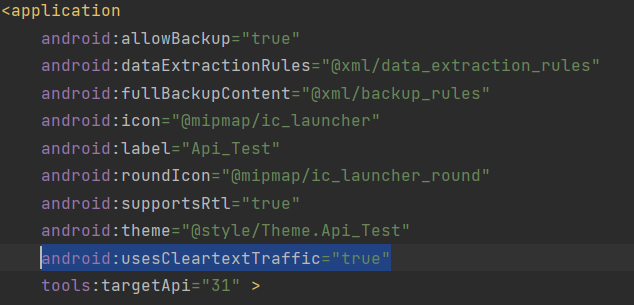 <application
android:allowBackup="true"
android:dataExtractionRules="@xml/data_extraction_rules"
android:fullBackupContent="@xml/backup_rules"
android:icon="@mipmap/ic_launcher"
android:label="Api_Test"
android:roundIcon="@mipmap/ic_launcher_round"
android:supportsRtl="true"
android:theme="@style/Theme.Api_Test"
android:usesCleartextTraffic="true"
tools:targetApi="31" >